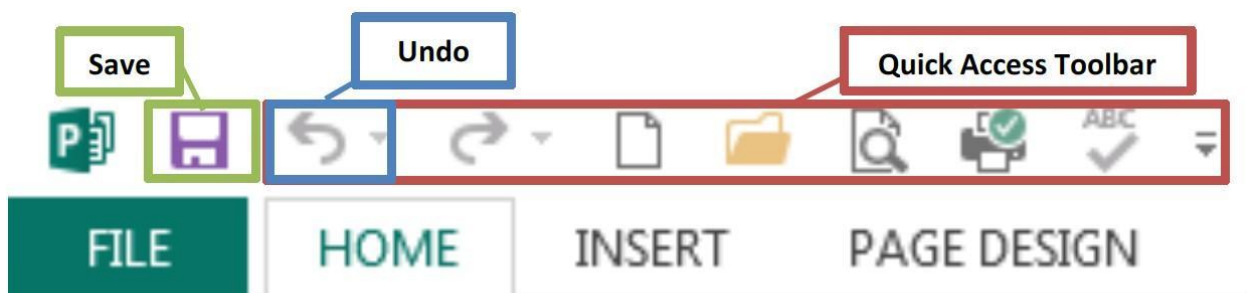 Save
Undo
Quick Access Toolbar
P
ABC
FILE HOME INSERT PAGE DESIGN